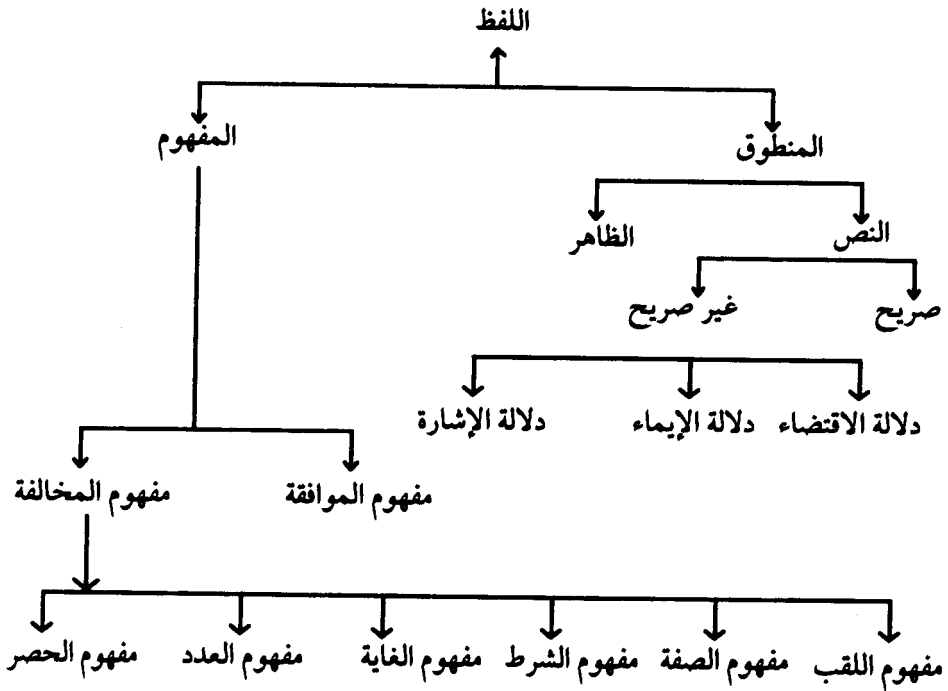 اللفظ
المنطوق
المفهوم
النص
الظاهر
صريح
غير صريح
دلالة الاقتضاء
دلالة الإيماء
دلالة الإشارة
مفهوم الموافقة
مفهوم المخالفة
مفهوم اللقب
مفهوم الصفة
مفهوم الشرط
مفهوم الغاية
مفهوم العدد
مفهوم الحصر